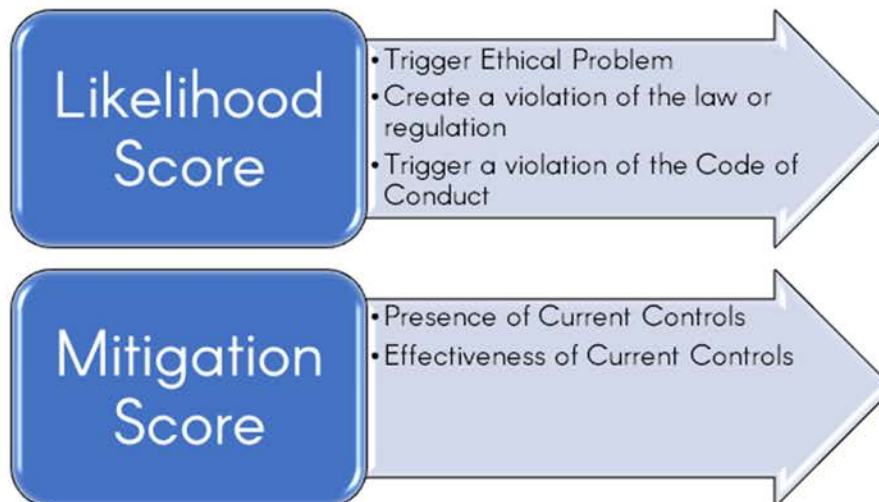 Likelihood
Score
• Trigger Ethical Problem
• Create a violation of the law or
regulation
• Trigger a violation of the Code of
Conduct
Mitigation
Score
• Presence of Current Controls
• Effectiveness of Current Controls